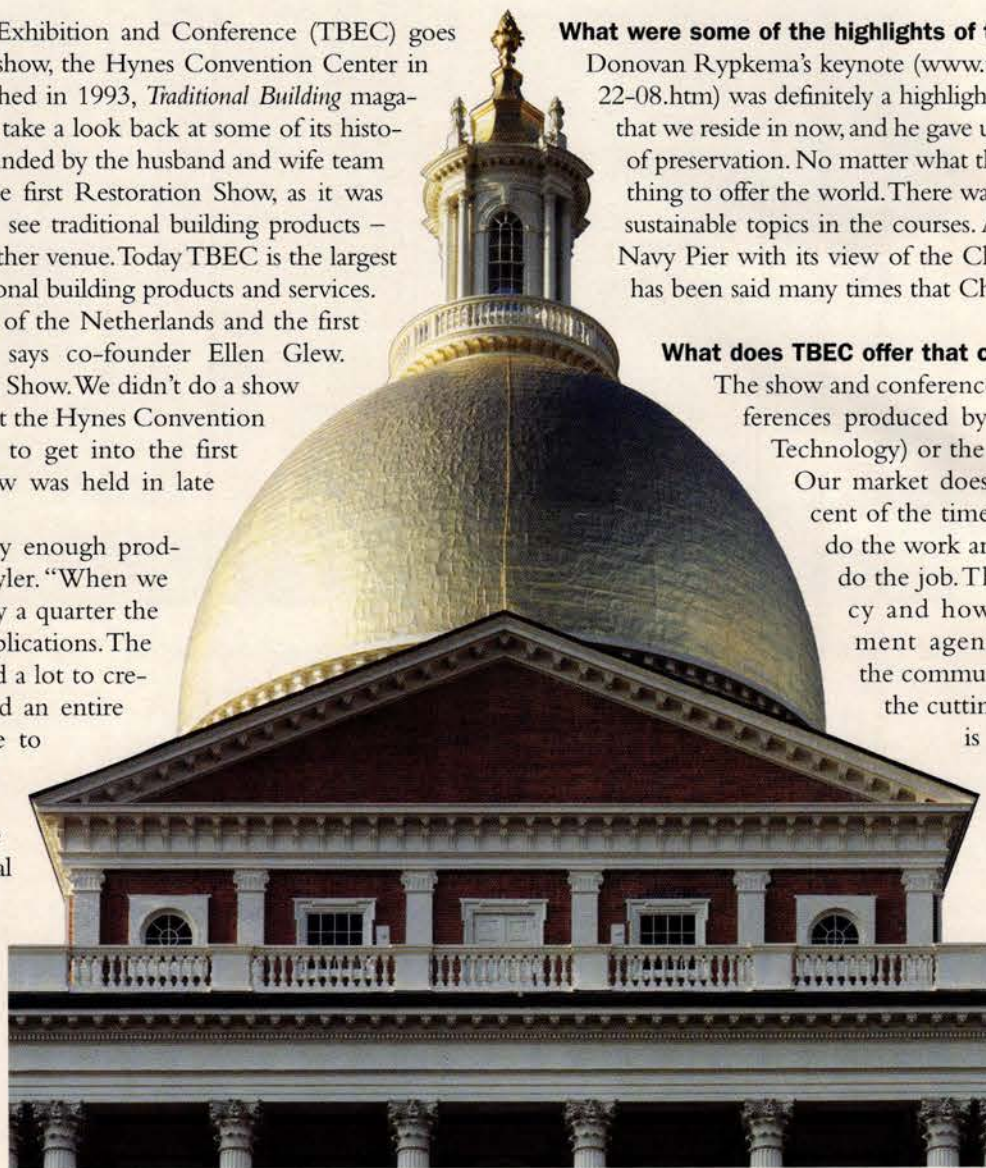 Exhibition and Conference (TBEC) goes
show, the Hynes Convention Center in
hed in 1993, Traditional Building maga-
take a look back at some of its histo-
nded by the husband and wife team
e first Restoration Show, as it was
see traditional building products –
ther venue. Today TBEC is the largest
onal building products and services.
of the Netherlands and the first
says co-founder Ellen Glew.
Show. We didn't do a show
t the Hynes Convention
to get into the first
w was held in late
y enough prod-
yler. “When we
y a quarter the
plications. The
d a lot to cre-
d an entire
e to
al
What were some of the highlights of t
Donovan Rypkema's keynote (www.
22-08.htm) was definitely a highligh
that we reside in now, and he gave u
of preservation. No matter what th
thing to offer the world. There wa
sustainable topics in the courses. A
Navy Pier with its view of the Ch
has been said many times that Ch
What does TBEC offer that o
The show and conference
ferences produced by
Technology) or the
Our market does
cent of the time
do the work an
do the job. Th
cy and how
ment agen
the commu
the cuttin
is